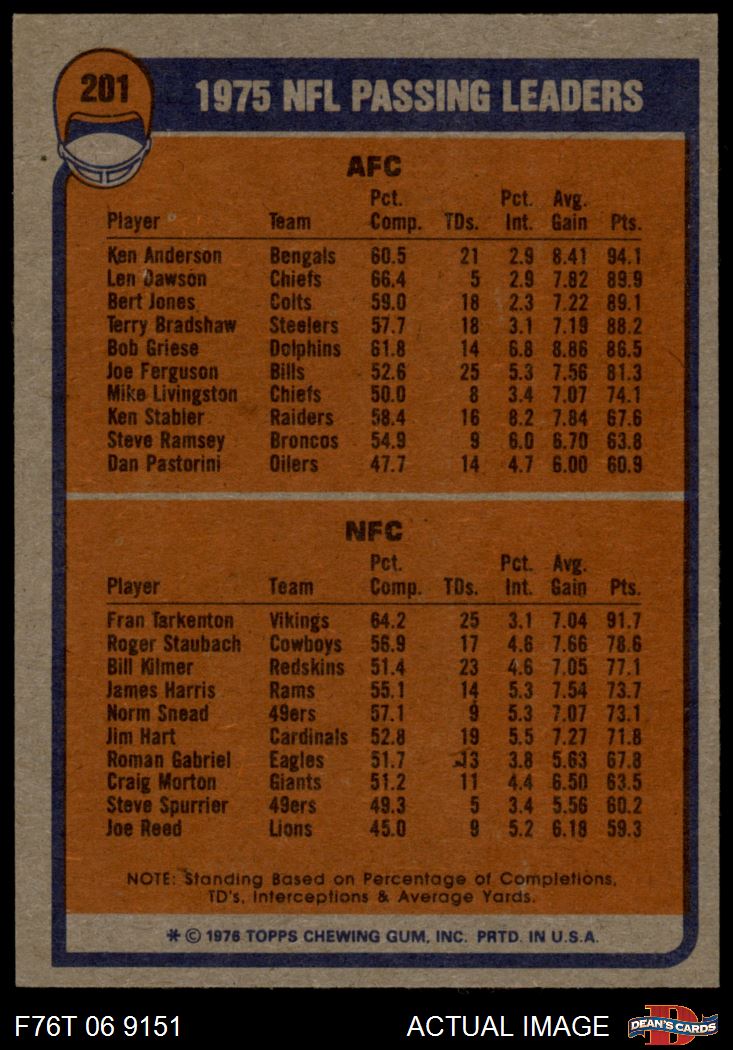 201
1975 NFL PASSING LEADERS
AFC
Pct. Pct. Avg.
Player Team Comp. TDs. Int. Gain Pts.
Ken Anderson Bengals 60.5 21 2.9 8.41 94.1
Len Dawson Chiefs 66.4 5 2.9 7.82 89.9
Bert Jones Colts 59.0 18 2.3 7.22 89.1
Terry Bradshaw Steelers 57.7 18 3.1 7.19 88.2
Bob Griese Dolphins 61.8 14 6.8 8.86 86.5
Joe Ferguson Bills 52.6 25 5.3 7.56 81.3
Mike Livingston Chiefs 50.0 8 3.4 7.07 74.1
Ken Stabler Raiders 58.4 16 8.2 7.84 67.6
Steve Ramsey Broncos 54.9 9 6.0 6.70 63.8
Dan Pastorini Oilers 47.7 14 4.7 6.00 60.9
NFC
Pct. Pct. Avg.
Player Team Comp. TDs. Int. Gain Pts.
Fran Tarkenton Vikings 64.2 25 3.1 7.04 91.7
Roger Staubach Cowboys 56.9 17 4.6 7.66 78.6
Bill Kilmer Redskins 51.4 23 4.6 7.05 77.1
James Harris Rams 55.1 14 5.3 7.54 73.7
Norm Snead 49ers 57.1 9 5.3 7.07 73.1
Jim Hart Cardinals 52.8 19 5.5 7.27 71.8
Roman Gabriel Eagles 51.7 13 3.8 5.63 67.8
Craig Morton Giants 51.2 11 4.4 6.50 63.5
Steve Spurrier 49ers 49.3 5 3.4 5.56 60.2
Joe Reed Lions 45.0 9 5.2 6.18 59.3
NOTE: Standing Based on Percentage of Completions,
TD's, Interceptions & Average Yards.
* © 1976 TOPPS CHEWING GUM, INC. PRTD. IN U.S.A.
F76T 06 9151 ACTUAL IMAGE DEAN'S CARDS